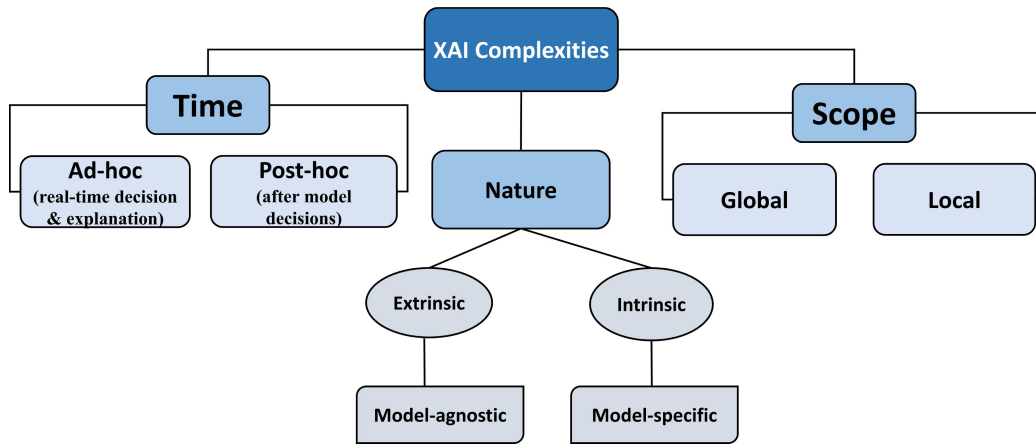 XAI Complexities
Time
Scope
Ad-hoc
(real-time decision
& explanation)
Post-hoc
(after model
decisions)
Nature
Global
Local
Extrinsic
Intrinsic
Model-agnostic
Model-specific